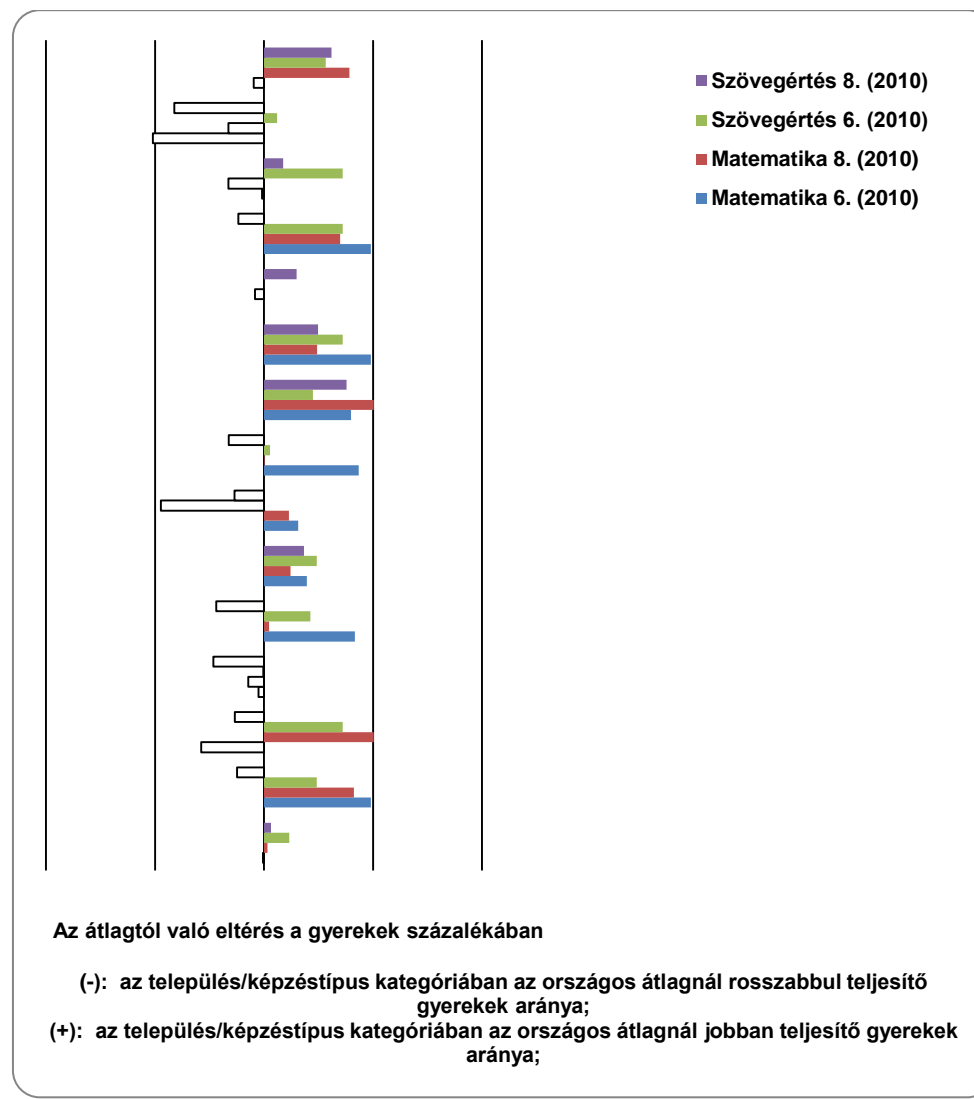 Szövegértés 8. (2010)
Szövegértés 6. (2010)
Matematika 8. (2010)
Matematika 6. (2010)
Az átlagtól való eltérés a gyerekek százalékában
(-): az település/képzéstípus kategóriában az országos átlagnál rosszabbul teljesítő
gyerekek aránya;
(+): az település/képzéstípus kategóriában az országos átlagnál jobban teljesítő gyerekek
aránya;